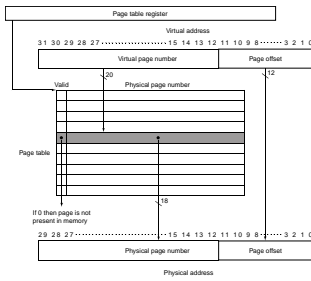 Page table register
Virtual address
31 30 29 28 27 ··················· 15 14 13 12 11 10 9 8 ······ 3 2 1 0
Virtual page number Page offset
20 12
Valid Physical page number
Page table
18
If 0 then page is not
present in memory
29 28 27 ··················· 15 14 13 12 11 10 9 8 ······ 3 2 1 0
Physical page number Page offset
Physical address